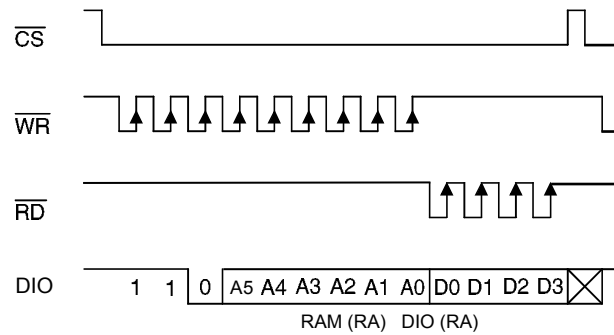 CS
WR
RD
DIO 1 1 0 A5 A4 A3 A2 A1 A0 D0 D1 D2 D3
RAM (RA) DIO (RA)